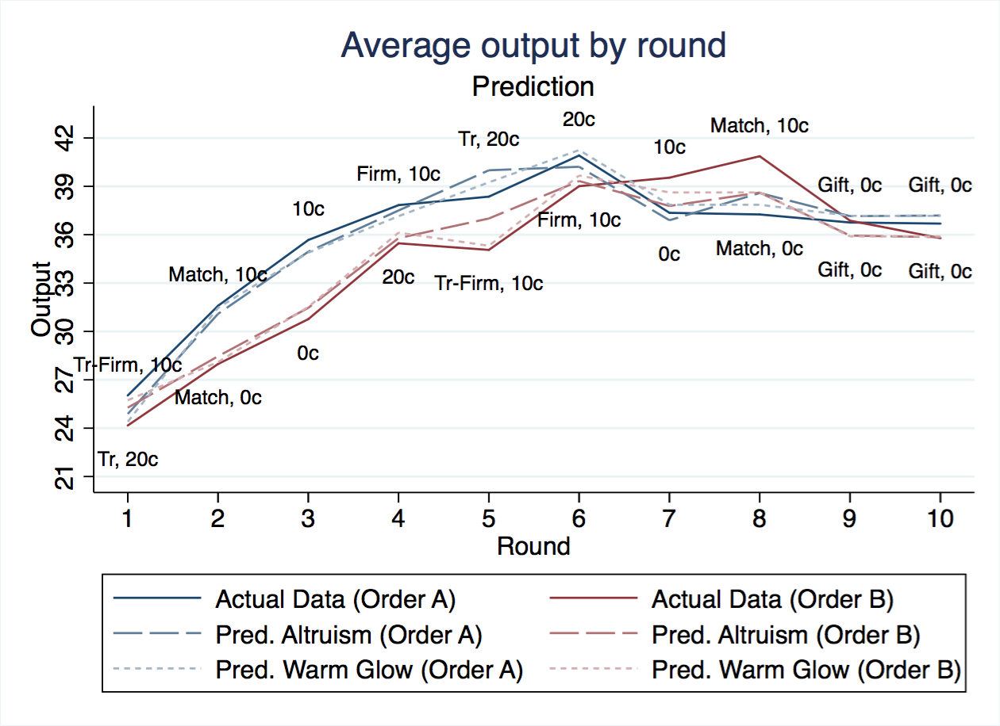 Average output by round
Prediction
20c
Match, 10c
Tr, 20c
10c
Firm, 10c
Gift, 0c
Gift, 0c
10c
Firm, 10c
Match, 0c
0c
Match, 10c
20c
Tr-Firm, 10c
Gift, 0c
Gift, 0c
0c
Tr-Firm, 10c
Match, 0c
Tr, 20c
Output
42
39
36
33
30
27
24
21
1 2 3 4 5 6 7 8 9 10
Round
Actual Data (Order A)
Actual Data (Order B)
Pred. Altruism (Order A)
Pred. Altruism (Order B)
Pred. Warm Glow (Order A)
Pred. Warm Glow (Order B)